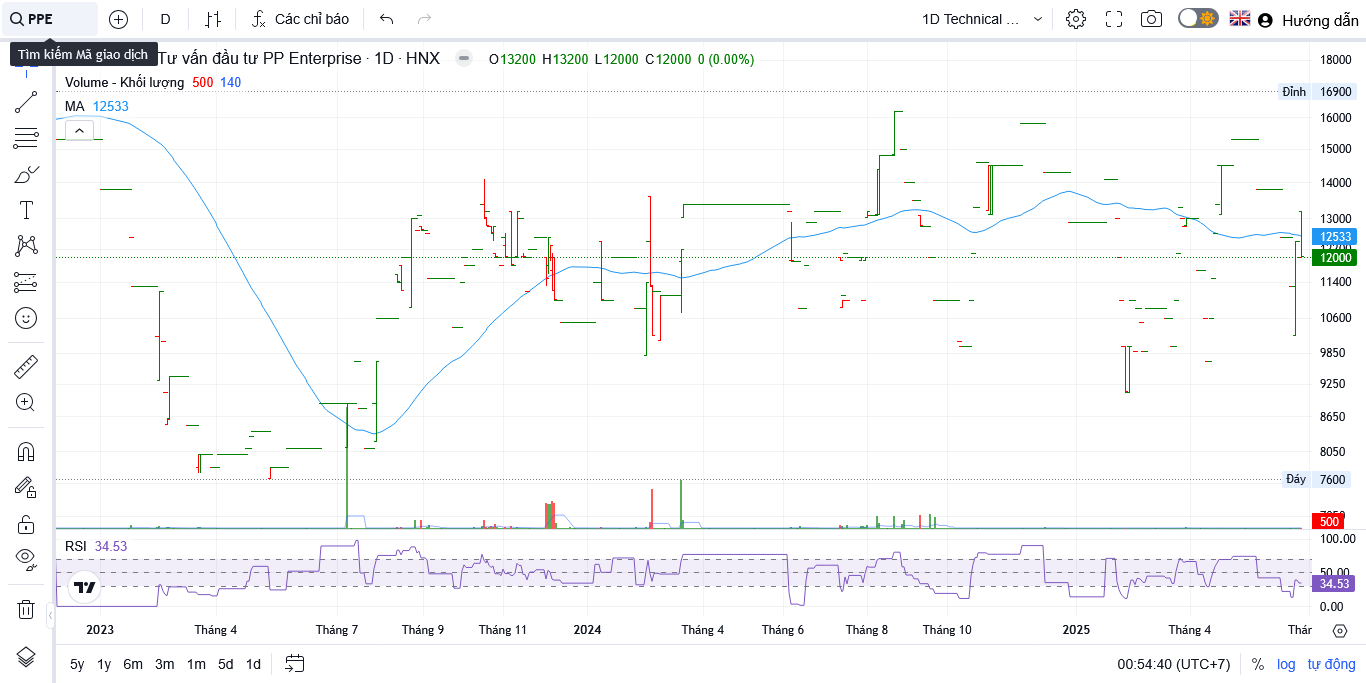 PPE
D
Các chỉ báo
1D Technical ...
Hướng dẫn
Tìm kiếm Mã giao dịch
Tư vấn đầu tư PP Enterprise · 1D · HNX
O13200 H13200 L12000 C12000 0 (0.00%)
Volume - Khối lượng 500 140
MA 12533
18000
Đỉnh 16900
16000
15000
14000
13000
12533
12000
11400
10600
9850
9250
8650
8050
Đáy 7600
500
RSI 34.53
100.00
50.00
34.53
0.00
2023 Tháng 4 Tháng 7 Tháng 9 Tháng 11 2024 Tháng 4 Tháng 6 Tháng 8 Tháng 10 2025 Tháng 4 Thár
5y 1y 6m 3m 1m 5d 1d
00:54:40 (UTC+7) % log tự động